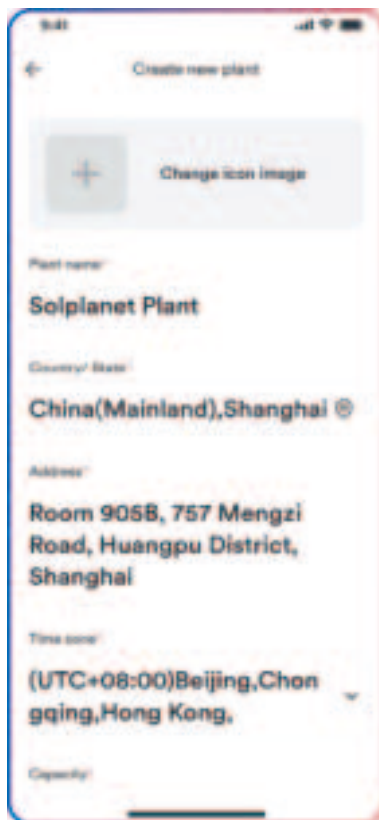 9:41
Create new plant
Change icon image
Plant name*
Solplanet Plant
Country/ State*
China(Mainland),Shanghai
Address*
Room 905B, 757 Mengzi
Road, Huangpu District,
Shanghai
Time zone*
(UTC+08:00)Beijing,Chon
gqing,Hong Kong,
Capacity*